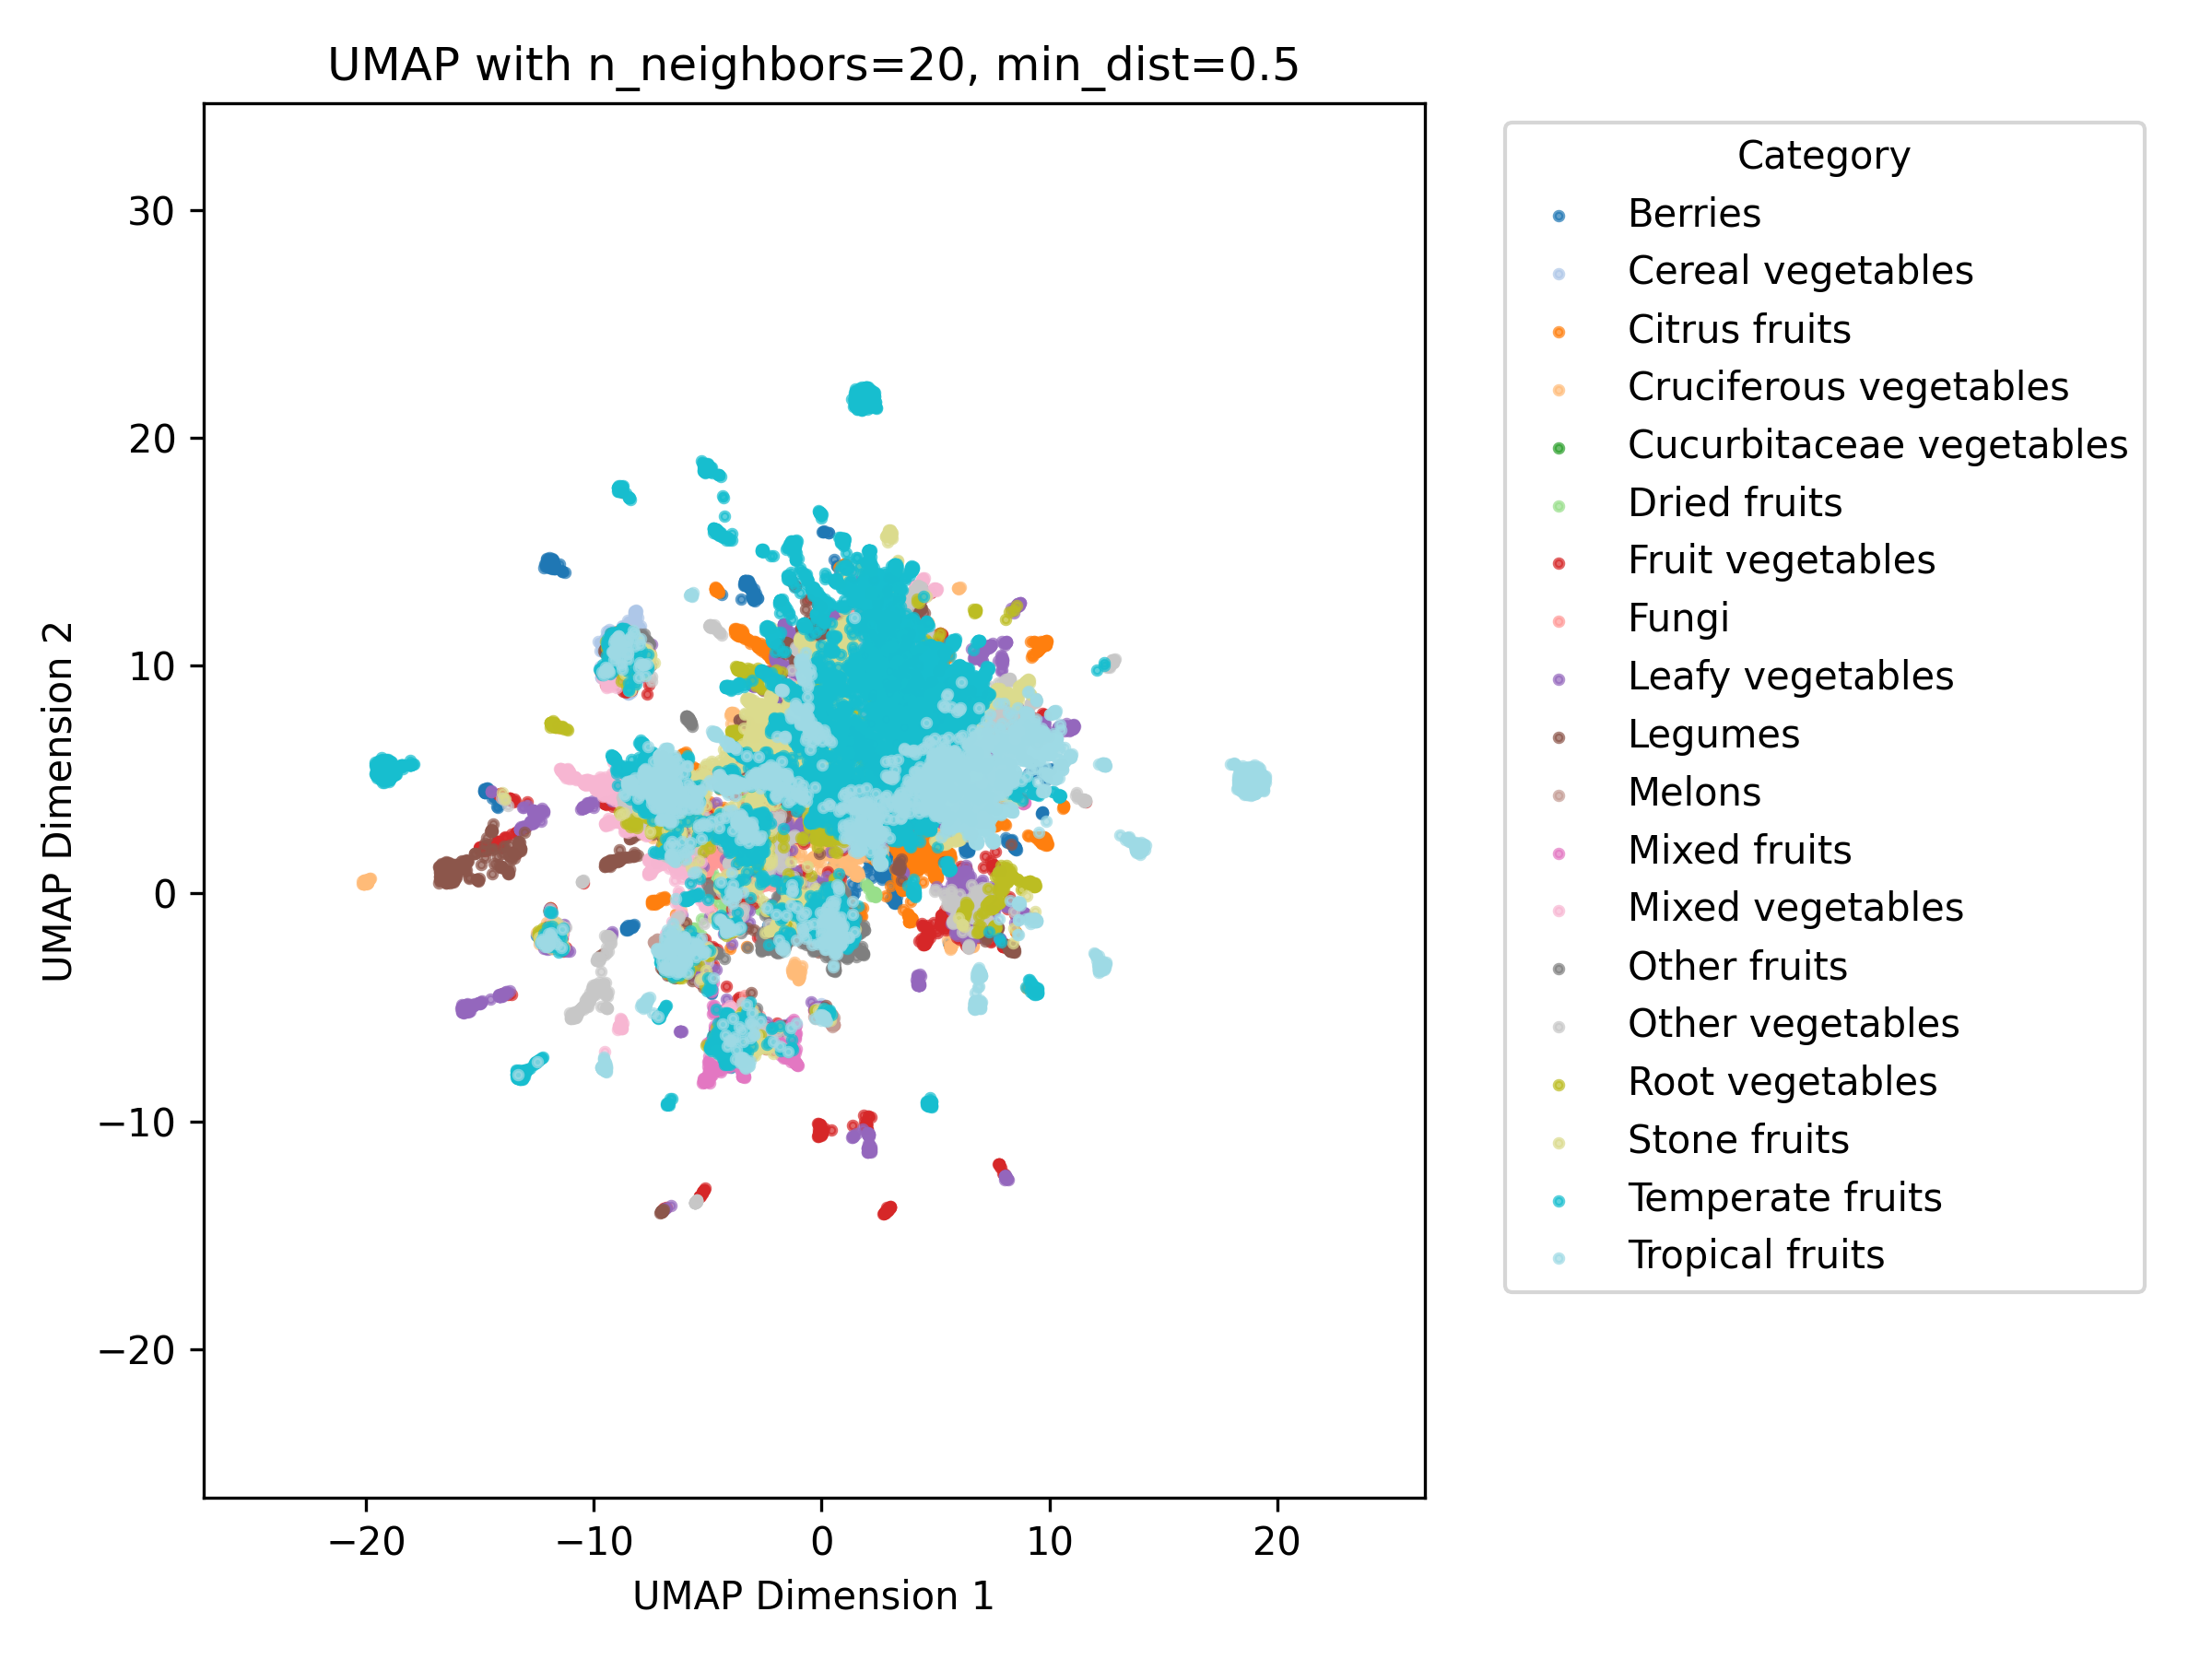 UMAP with n_neighbors=20, min_dist=0.5
30
20
10
0
−10
−20
−20
−10
0
10
20
UMAP Dimension 1
UMAP Dimension 2
Category
Berries
Cereal vegetables
Citrus fruits
Cruciferous vegetables
Cucurbitaceae vegetables
Dried fruits
Fruit vegetables
Fungi
Leafy vegetables
Legumes
Melons
Mixed fruits
Mixed vegetables
Other fruits
Other vegetables
Root vegetables
Stone fruits
Temperate fruits
Tropical fruits